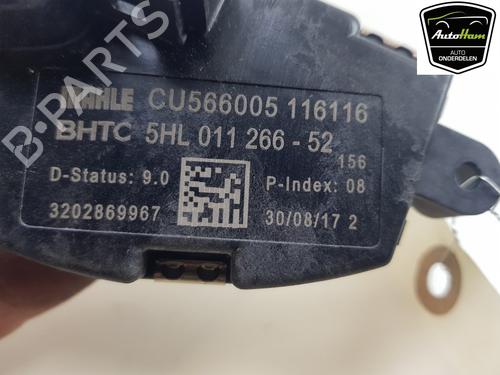 AutoHam
AUTO
ONDERDELEN
B-PARTS
MAHLE CU566005 116116
BHTC 5HL 011 266 - 52
156
D-Status: 9.0 P-Index: 08
3202869967 30/08/17 2